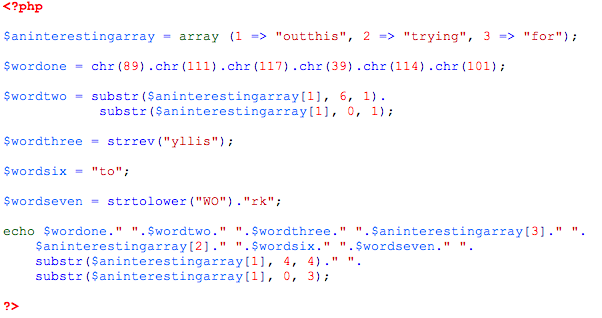 <?php
$aninterestingarray = array (1 => "outthis", 2 => "trying", 3 => "for");
$wordone = chr(89).chr(111).chr(117).chr(39).chr(114).chr(101);
$wordtwo = substr($aninterestingarray[1], 6, 1).
substr($aninterestingarray[1], 0, 1);
$wordthree = strrev("yllis");
$wordsix = "to";
$wordseven = strtolower("WO")."rk";
echo $wordone." ".$wordtwo." ".$wordthree." ".$aninterestingarray[3]." ".
$aninterestingarray[2]." ".$wordsix." ".$wordseven." ".
substr($aninterestingarray[1], 4, 4)." ".
substr($aninterestingarray[1], 0, 3);
?>